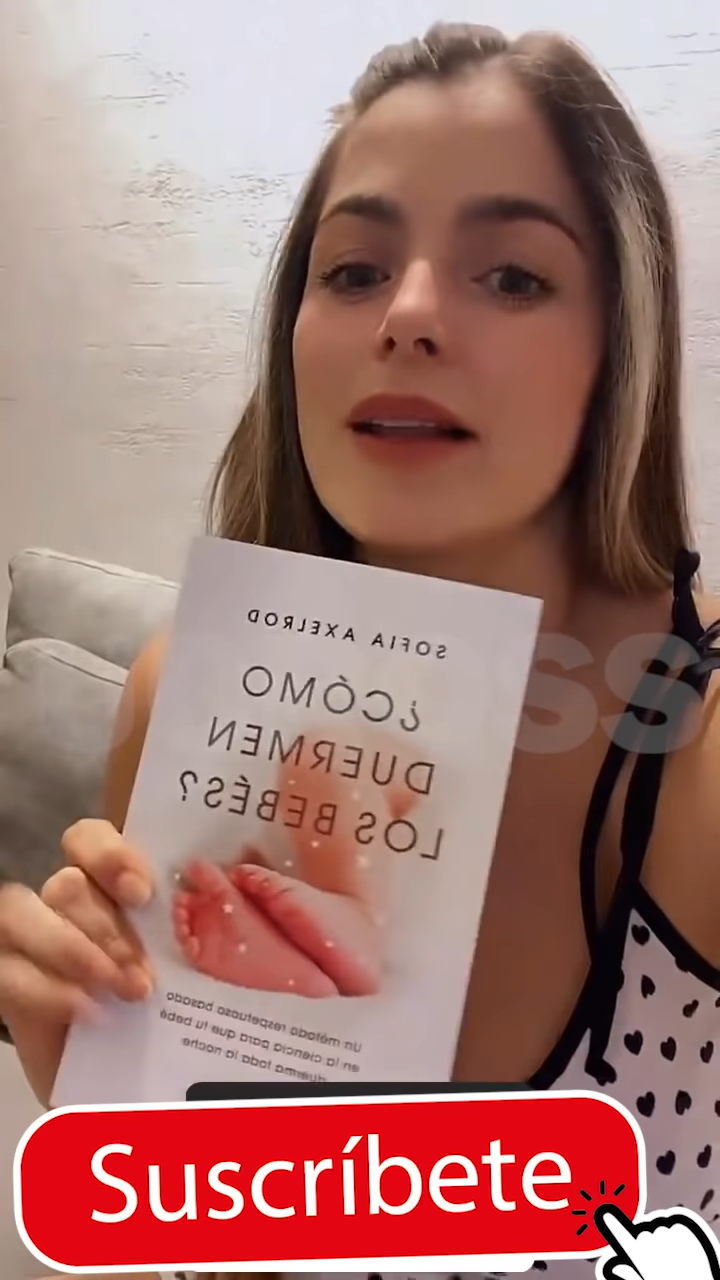 SOFIA AXELROD
¿CÓMO
DUERMEN
LOS BEBÉS?
Un método respetuoso basado
en la ciencia para que tu bebé
duerma toda la noche
Suscríbete